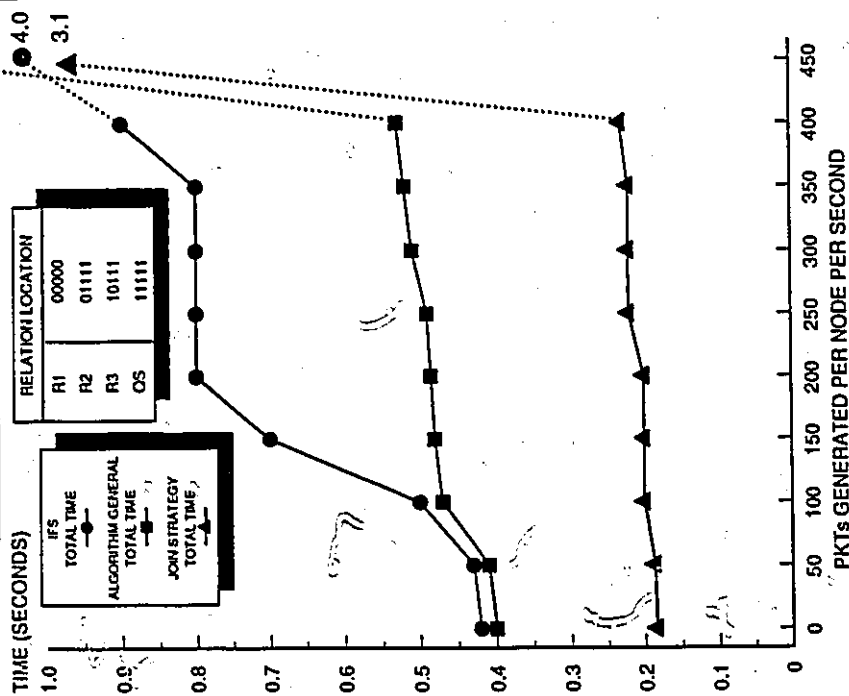 TIME (SECONDS)
1.0
0.9
0.8
0.7
0.6
0.5
0.4
0.3
0.2
0.1
0
IFS
TOTAL TIME
ALGORITHM GENERAL
TOTAL TIME
JOIN STRATEGY
TOTAL TIME
RELATION LOCATION
R1 00000
R2 01111
R3 10111
QS 11111
4.0
3.1
0 50 100 150 200 250 300 350 400 450
PKTs GENERATED PER NODE PER SECOND